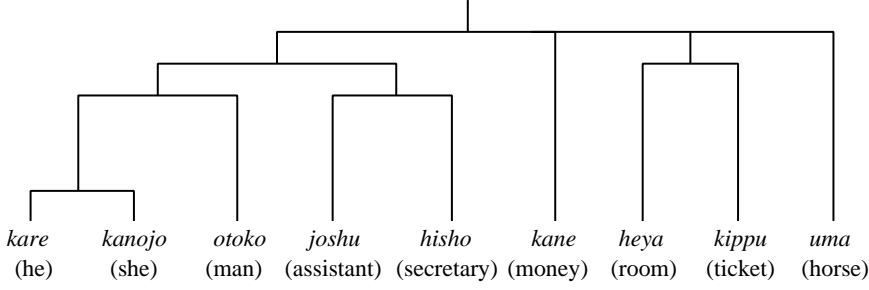 kare kanojo otoko joshu hisho kane heya kippu uma
(he) (she) (man) (assistant) (secretary) (money) (room) (ticket) (horse)